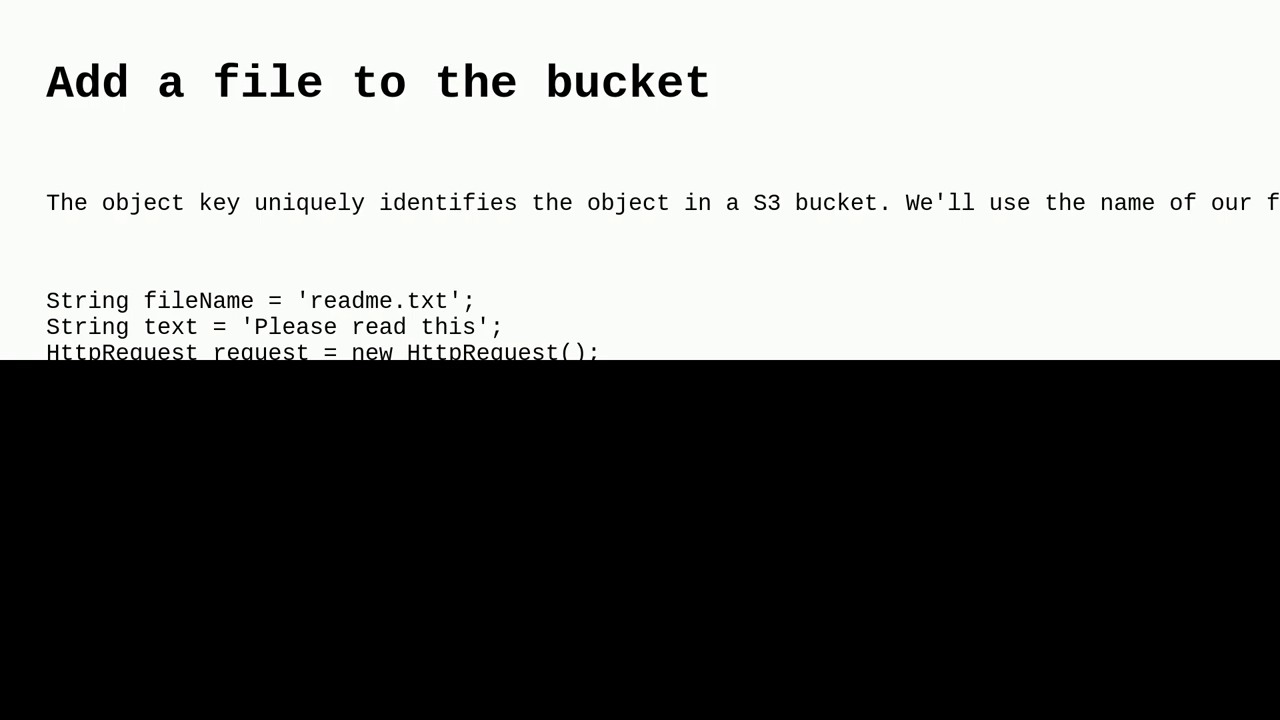 Add a file to the bucket
The object key uniquely identifies the object in a S3 bucket. We'll use the name of our
String fileName = 'readme.txt';
String text = 'Please read this';
HttpRequest request = new HttpRequest();